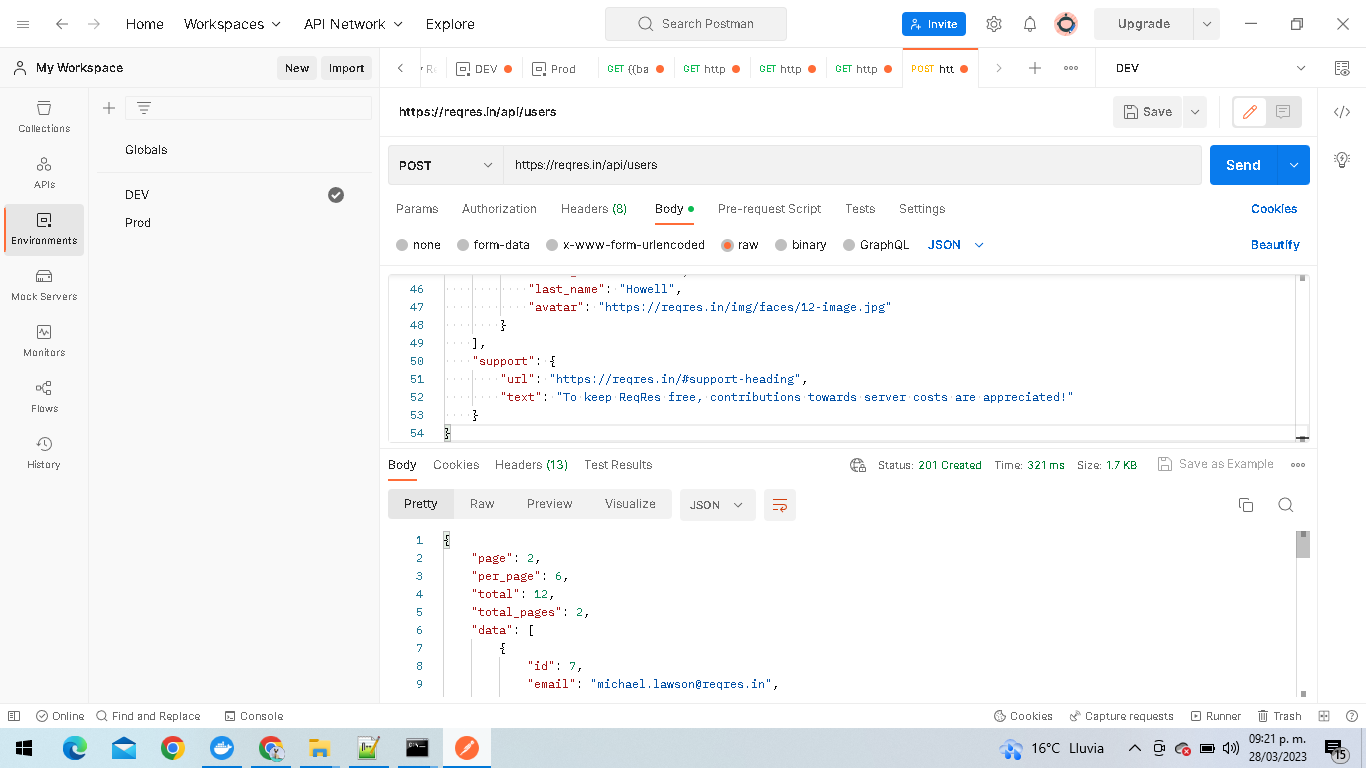 Home Workspaces API Network Explore Search Postman Invite Upgrade
My Workspace New Import DEV Prod GET {{ba GET http GET http GET http POST htt DEV
Collections
APIs
Environments
Mock Servers
Monitors
Flows
History
Globals
DEV
Prod
https://reqres.in/api/users Save
POST https://reqres.in/api/users Send
Params Authorization Headers (8) Body Pre-request Script Tests Settings Cookies
none form-data x-www-form-urlencoded raw binary GraphQL JSON Beautify
46 "last_name": "Howell",
47 "avatar": "https://reqres.in/img/faces/12-image.jpg"
48 }
49 ],
50 "support": {
51 "url": "https://reqres.in/#support-heading",
52 "text": "To keep ReqRes free, contributions towards server costs are appreciated!"
53 }
54 }
Body Cookies Headers (13) Test Results Status: 201 Created Time: 321 ms Size: 1.7 KB Save as Example
Pretty Raw Preview Visualize JSON
1 {
2 "page": 2,
3 "per_page": 6,
4 "total": 12,
5 "total_pages": 2,
6 "data": [
7 {
8 "id": 7,
9 "email": "michael.lawson@reqres.in",
Online Find and Replace Console Cookies Capture requests Runner Trash
16°C Lluvia 09:21 p. m.
28/03/2023
15